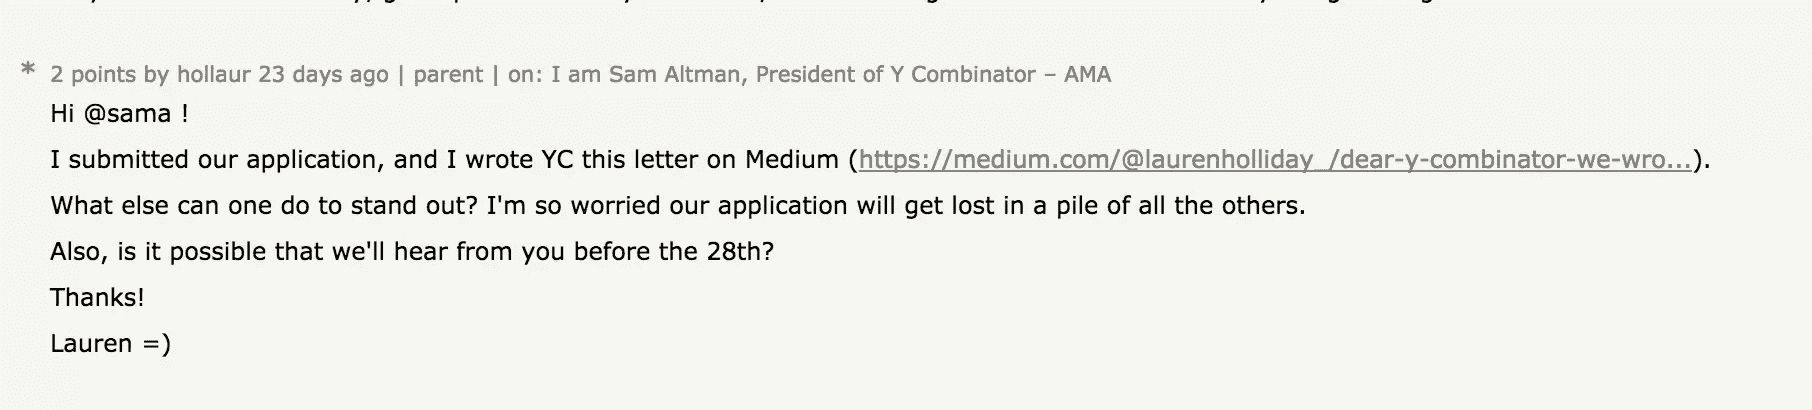 * 2 points by hollaur 23 days ago | parent | on: I am Sam Altman, President of Y Combinator – AMA
Hi @sama !
I submitted our application, and I wrote YC this letter on Medium (https://medium.com/@laurenholliday_/dear-y-combinator-we-wro...).
What else can one do to stand out? I'm so worried our application will get lost in a pile of all the others.
Also, is it possible that we'll hear from you before the 28th?
Thanks!
Lauren =)